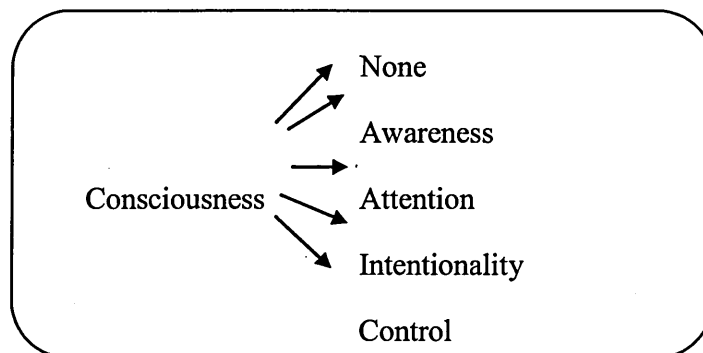 None
Awareness
Consciousness Attention
Intentionality
Control